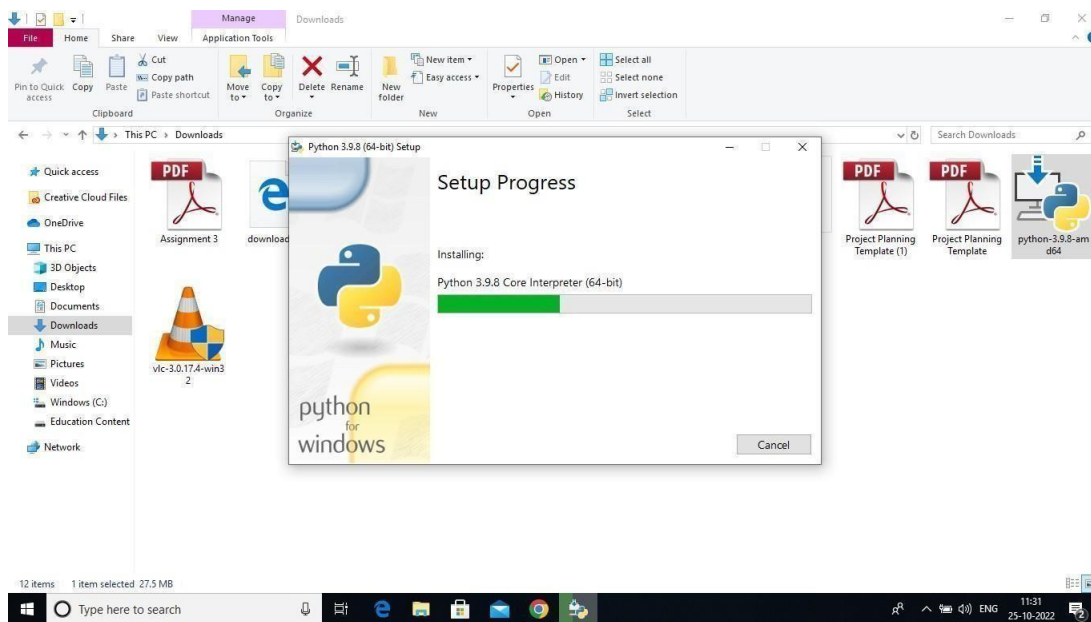 Manage
Downloads
File
Home
Share
View
Application Tools
Pin to Quick access
Copy
Paste
Cut
Copy path
Paste shortcut
Clipboard
Move to
Copy to
Delete
Rename
Organize
New folder
New item
Easy access
New
Properties
Open
Edit
History
Open
Select all
Select none
Invert selection
Select
This PC > Downloads
Search Downloads
Quick access
Creative Cloud Files
OneDrive
This PC
3D Objects
Desktop
Documents
Downloads
Music
Pictures
Videos
Windows (C:)
Education Content
Network
PDF
Assignment 3
download
vlc-3.0.17.4-win3
2
Python 3.9.8 (64-bit) Setup
Setup Progress
Installing:
Python 3.9.8 Core Interpreter (64-bit)
python
for
windows
Cancel
PDF
Project Planning
Template (1)
PDF
Project Planning
Template
python-3.9.8-am
d64
12 items
1 item selected 27.5 MB
Type here to search
ENG
11:31
25-10-2022
2